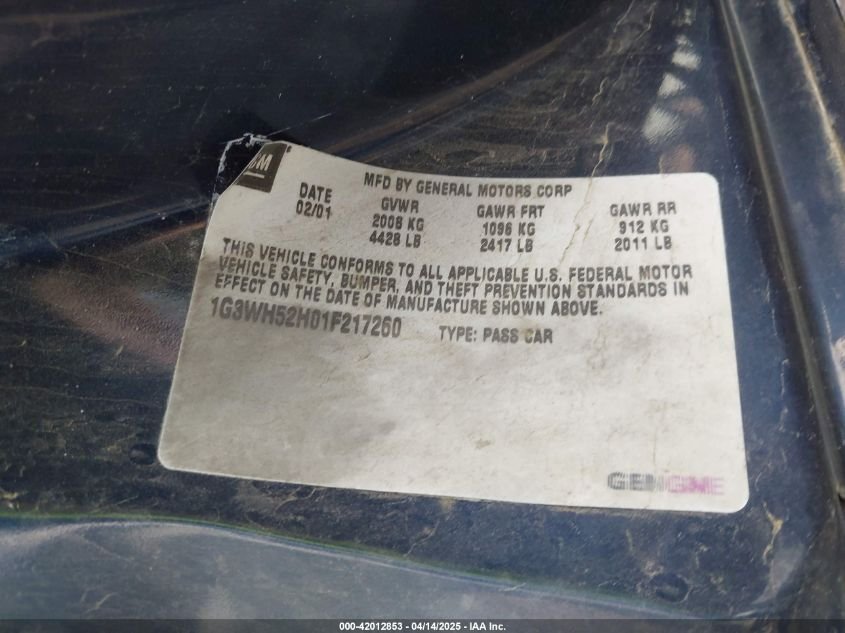 GM
MFD BY GENERAL MOTORS CORP
DATE GVWR GAWR FRT GAWR RR
02/01 2008 KG 1096 KG 912 KG
4428 LB 2417 LB 2011 LB
THIS VEHICLE CONFORMS TO ALL APPLICABLE U.S. FEDERAL MOTOR
VEHICLE SAFETY, BUMPER, AND THEFT PREVENTION STANDARDS IN
EFFECT ON THE DATE OF MANUFACTURE SHOWN ABOVE.
1G3WH52H01F217260 TYPE: PASS CAR
000-42012853 - 04/14/2025 - IAA Inc.